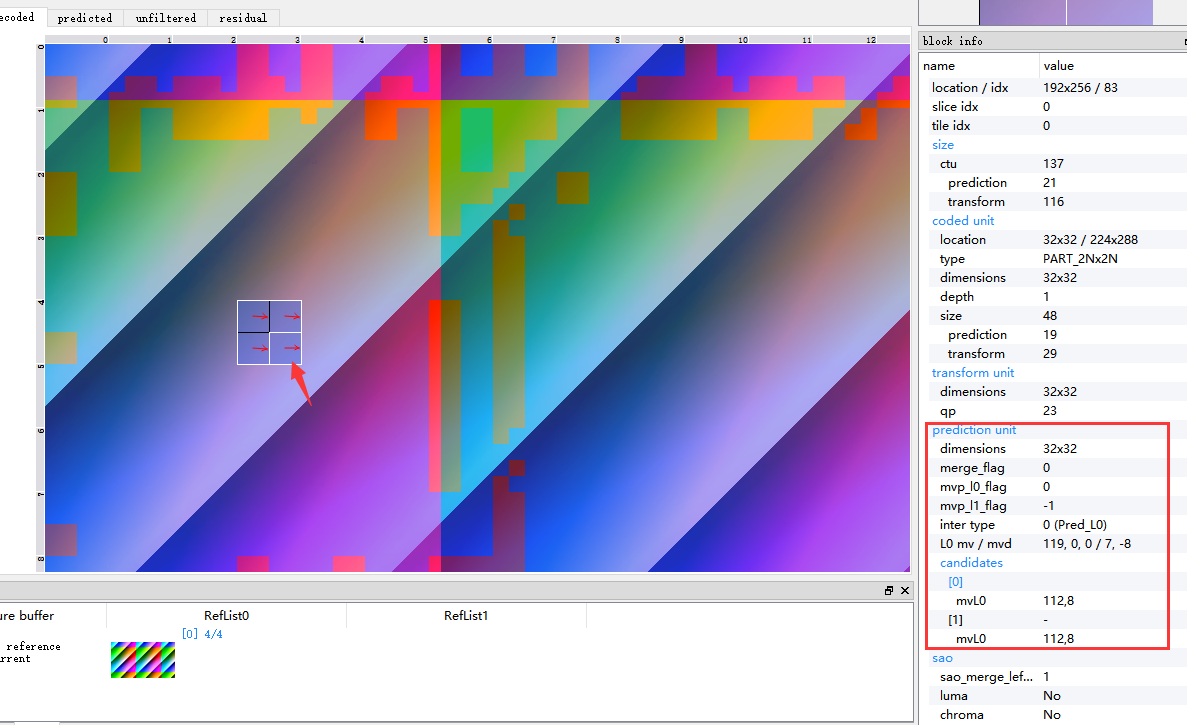 ecoded predicted unfiltered residual
0 1 2 3 4 5 6 7 8 9 10 11 12
0
1
2
3
4
5
6
7
8
ure buffer RefList0 RefList1
[0] 4/4
reference
rrent
block info
name value
location / idx 192x256 / 83
slice idx 0
tile idx 0
size
ctu 137
prediction 21
transform 116
coded unit
location 32x32 / 224x288
type PART_2Nx2N
dimensions 32x32
depth 1
size 48
prediction 19
transform 29
transform unit
dimensions 32x32
qp 23
prediction unit
dimensions 32x32
merge_flag 0
mvp_l0_flag 0
mvp_l1_flag -1
inter type 0 (Pred_L0)
L0 mv / mvd 119, 0, 0 / 7, -8
candidates
[0]
mvL0 112,8
[1] -
mvL0 112,8
sao
sao_merge_lef... 1
luma No
chroma No